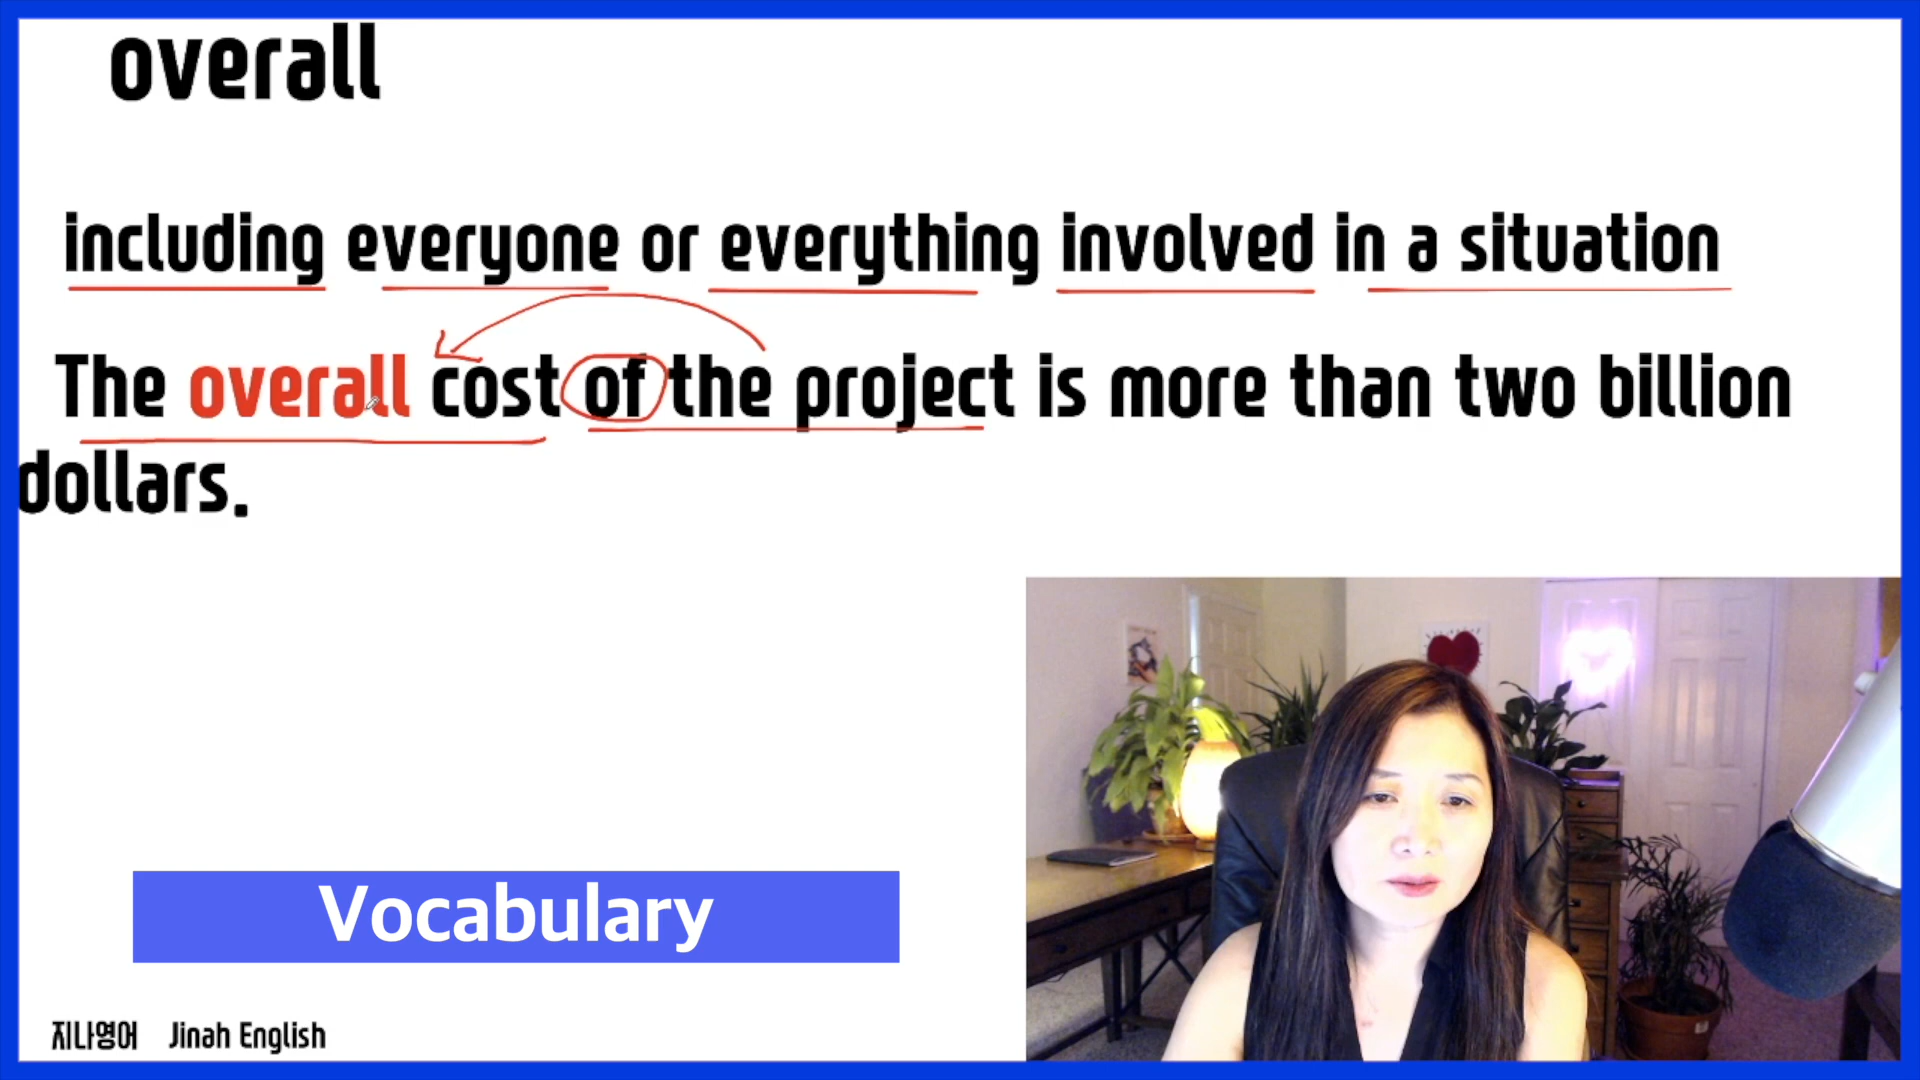 overall
including everyone or everything involved in a situation
The overall cost of the project is more than two billion
dollars.
Vocabulary
지나영어 Jinah English